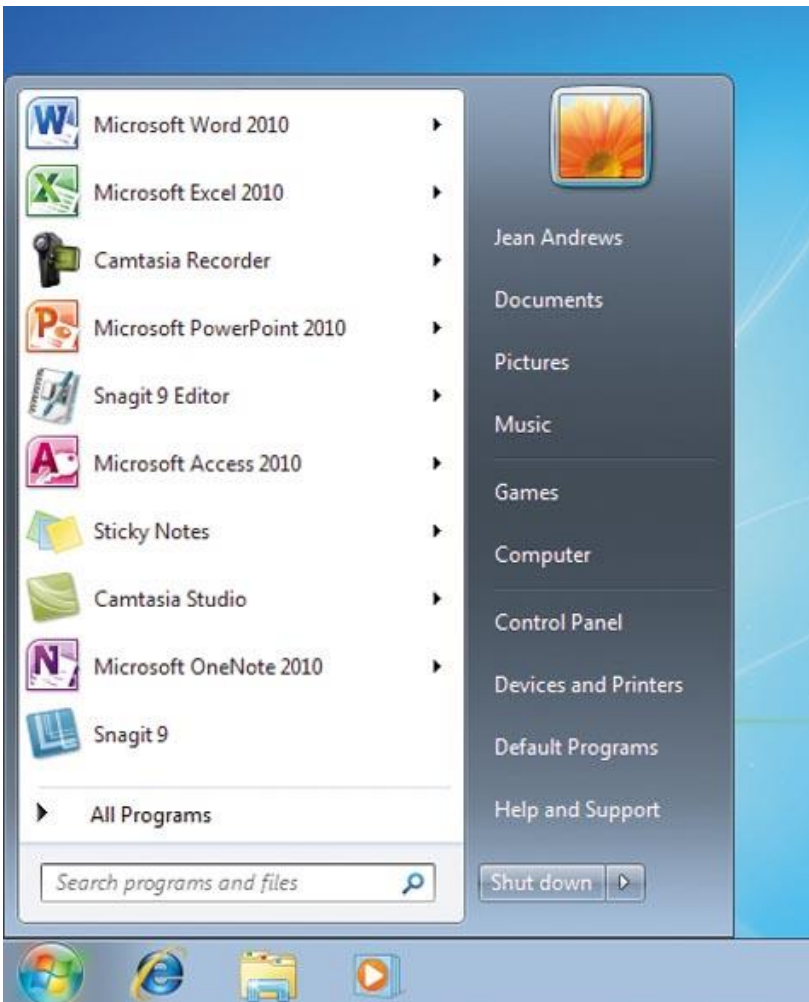 Microsoft Word 2010
Microsoft Excel 2010
Camtasia Recorder
Microsoft PowerPoint 2010
Snagit 9 Editor
Microsoft Access 2010
Sticky Notes
Camtasia Studio
Microsoft OneNote 2010
Snagit 9
All Programs
Search programs and files
Jean Andrews
Documents
Pictures
Music
Games
Computer
Control Panel
Devices and Printers
Default Programs
Help and Support
Shut down